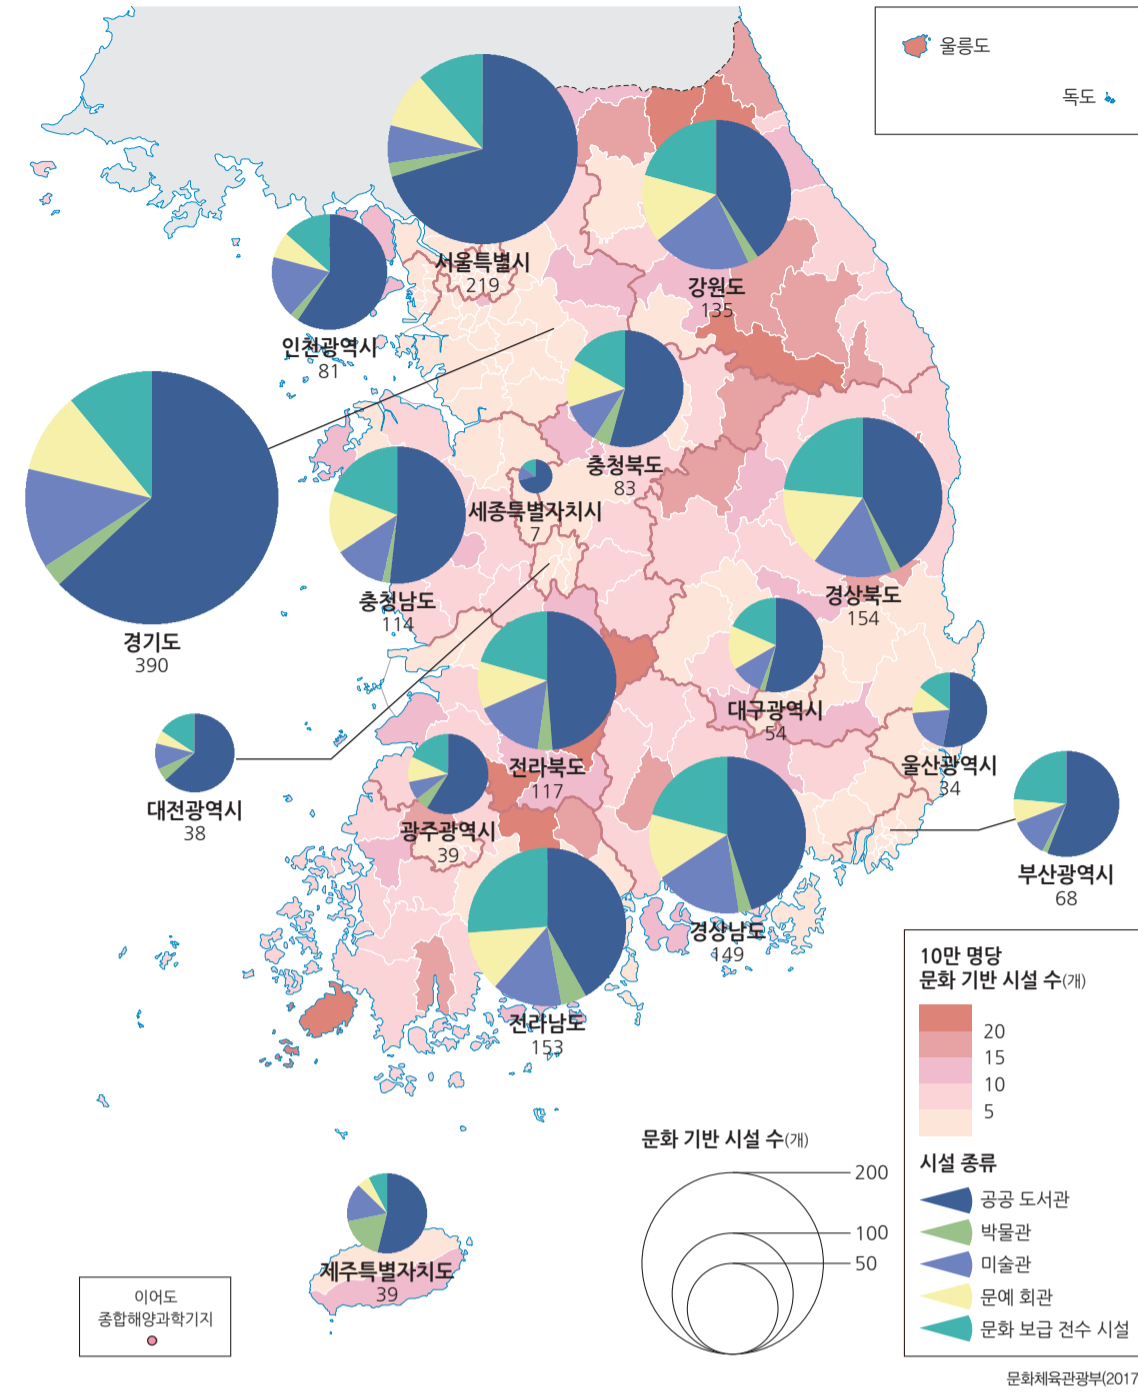 울릉도
독도
서울특별시
219
강원도
135
인천광역시
81
충청북도
83
세종특별자치시
7
경기도
390
충청남도
114
경상북도
154
대구광역시
54
울산광역시
34
대전광역시
38
전라북도
117
광주광역시
39
부산광역시
68
경상남도
149
전라남도
153
제주특별자치도
39
이어도
종합해양과학기지
문화 기반 시설 수(개)
200
100
50
10만 명당
문화 기반 시설 수(개)
20
15
10
5
시설 종류
공공 도서관
박물관
미술관
문예 회관
문화 보급 전수 시설
문화체육관광부(2017